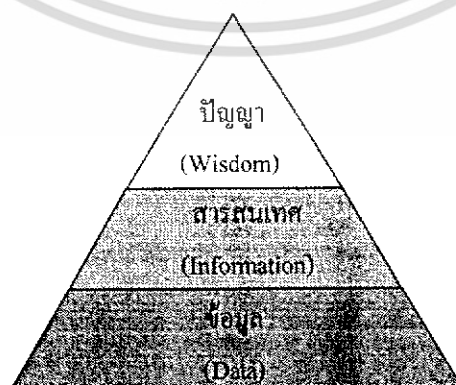 ปัญญา
(Wisdom)
สารสนเทศ
(Information)
ข้อมูล
(Data)